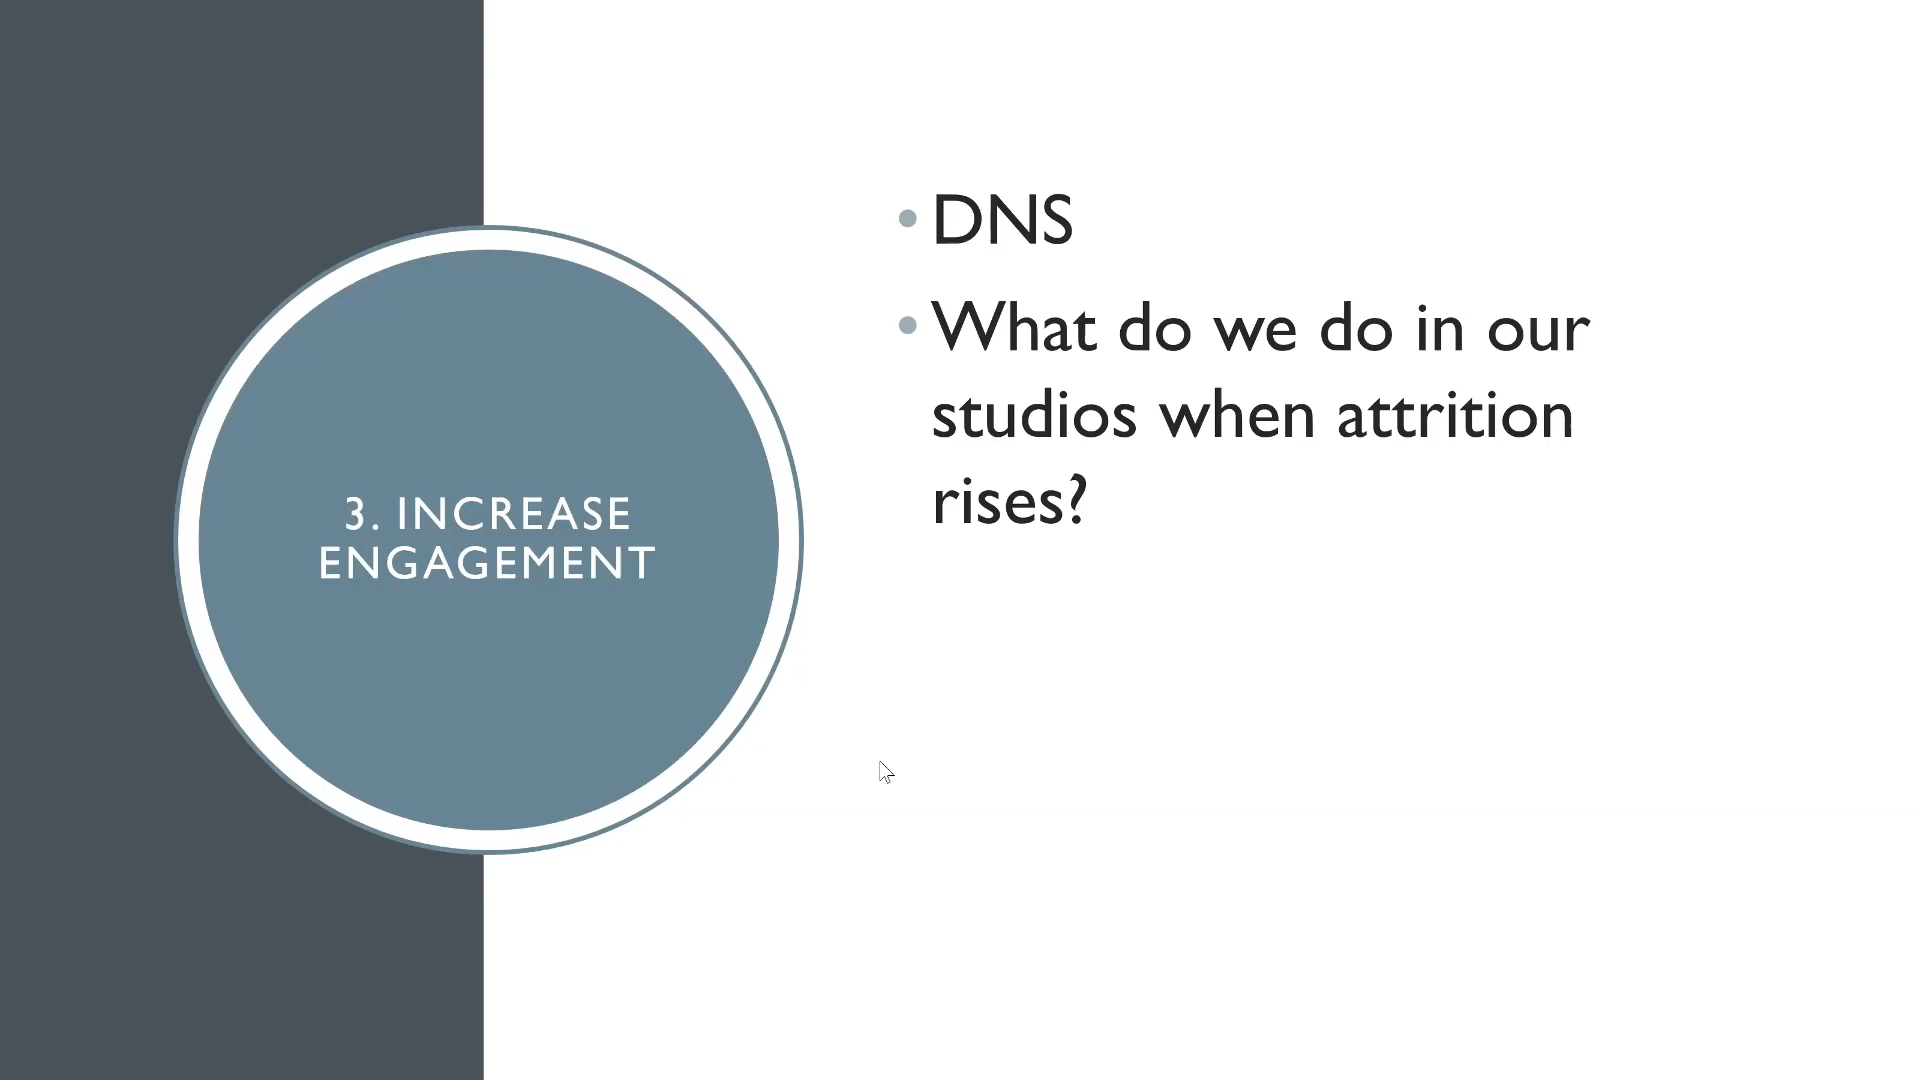 3. INCREASE
ENGAGEMENT
• DNS
• What do we do in our
studios when attrition
rises?